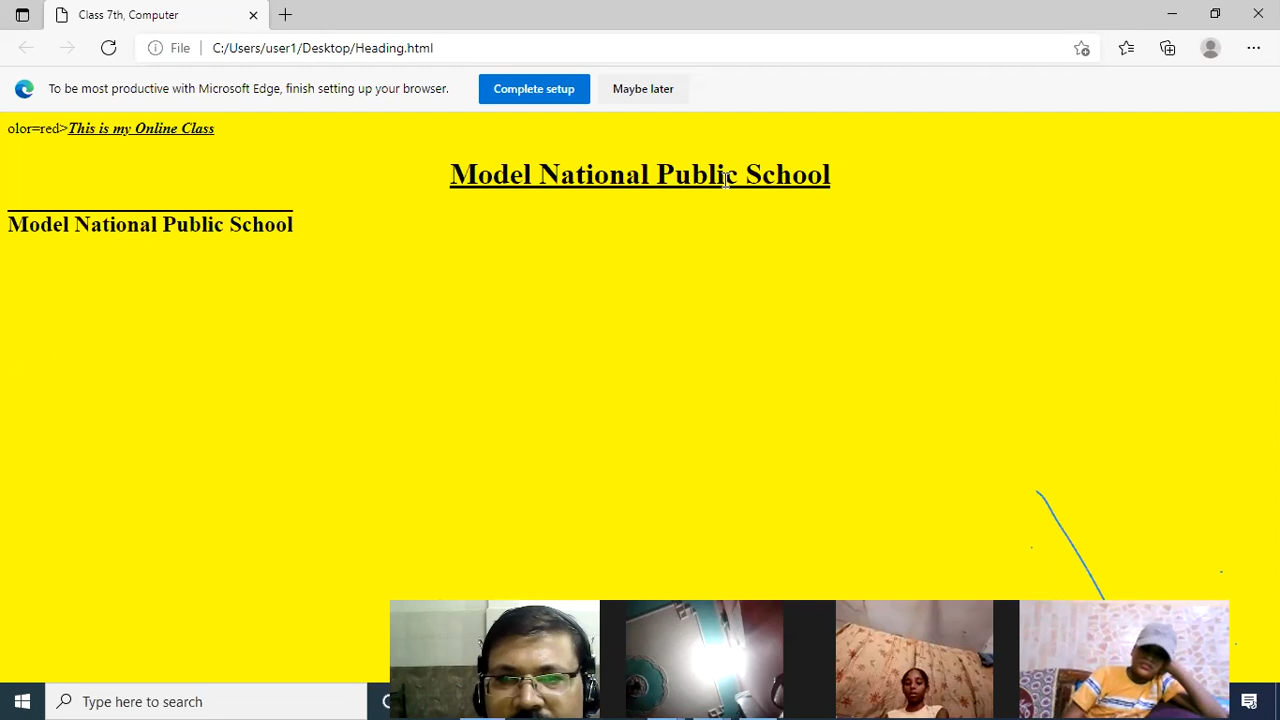 Class 7th, Computer
File C:/Users/user1/Desktop/Heading.html
To be most productive with Microsoft Edge, finish setting up your browser. Complete setup Maybe later
olor=red>This is my Online Class
Model National Public School
Model National Public School
Type here to search